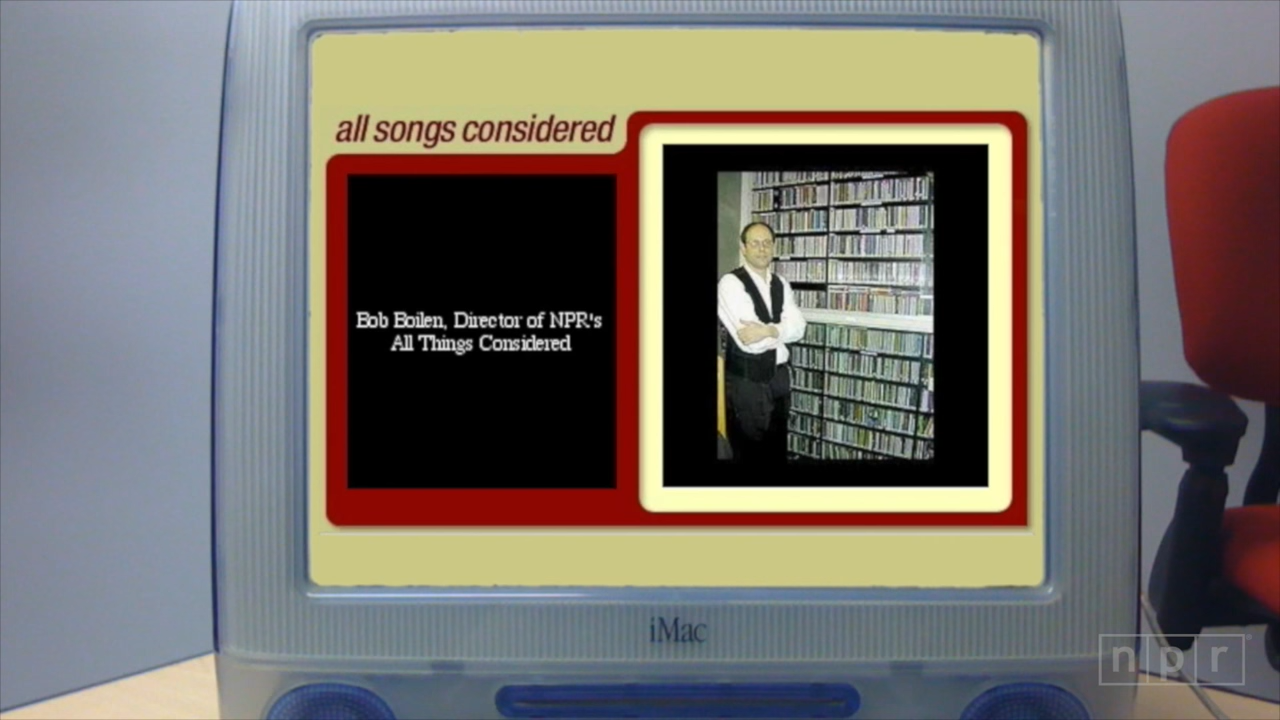 all songs considered
Bob Boilen, Director of NPR's
All Things Considered
iMac
npr